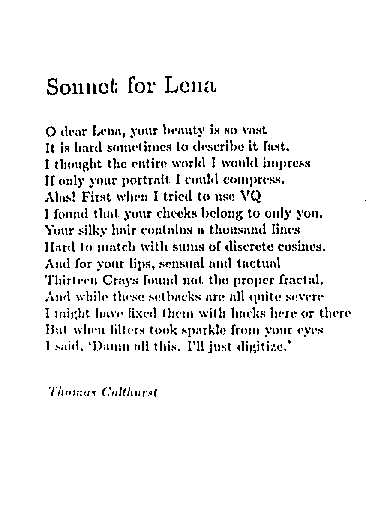 Sonnet for Lena
O dear Lena, your beauty is so vast
It is hard sometimes to describe it fast.
I thought the entire world I would impress
If only your portrait I could compress.
Alas! First when I tried to use VQ
I found that your cheeks belong to only you.
Your silky hair contains a thousand lines
Hard to match with sums of discrete cosines.
And for your lips, sensual and tactual
Thirteen Crays found not the proper fractal.
And while these setbacks are all quite severe
I might have fixed them with hacks here or there
But when filters took sparkle from your eyes
I said, 'Damn all this. I'll just digitize.'
Thomas Colthurst